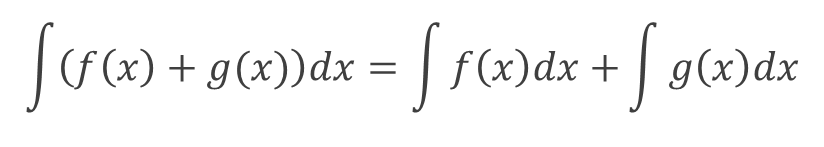 ∫(f(x) + g(x))dx = ∫ f(x)dx + ∫ g(x)dx